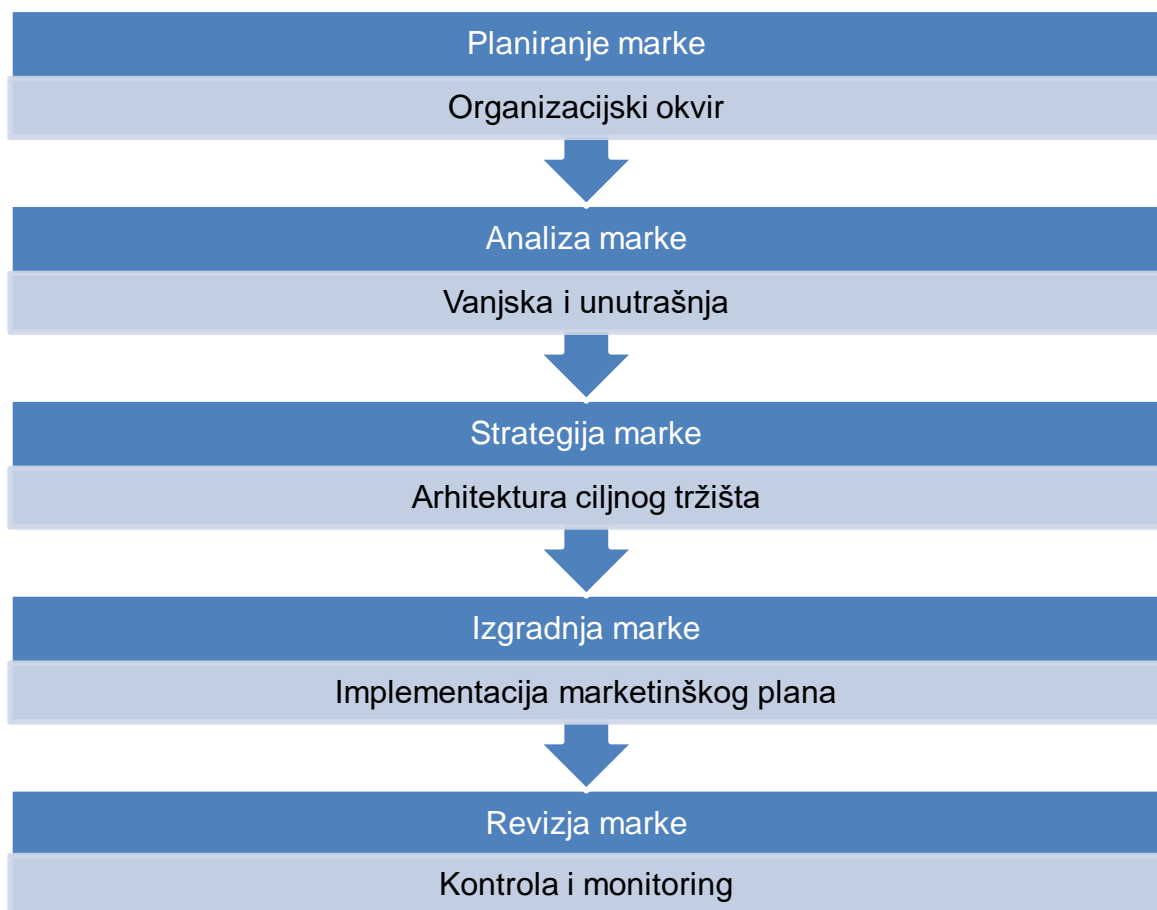 Planiranje marke
Organizacijski okvir
Analiza marke
Vanjska i unutrašnja
Strategija marke
Arhitektura ciljnog tržišta
Izgradnja marke
Implementacija marketinškog plana
Revizja marke
Kontrola i monitoring